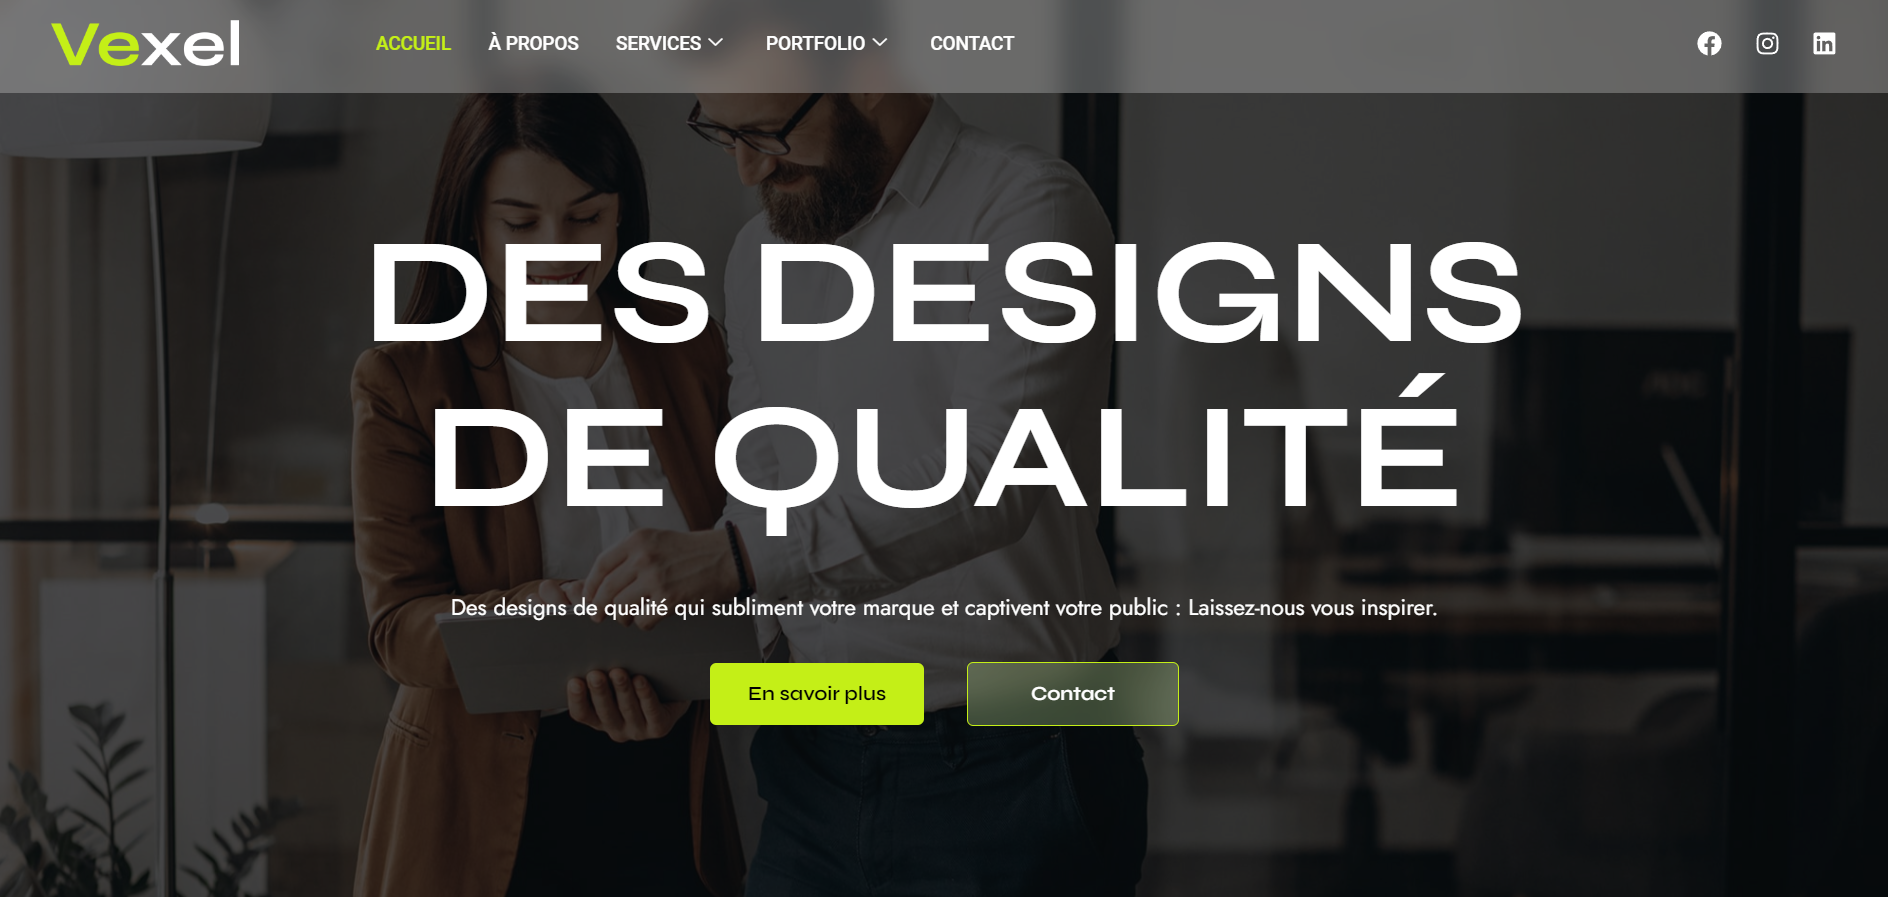 Vexel
ACCUEIL À PROPOS SERVICES PORTFOLIO CONTACT
DES DESIGNS
DE QUALITÉ
Des designs de qualité qui subliment votre marque et captivent votre public : Laissez-nous vous inspirer.
En savoir plus Contact